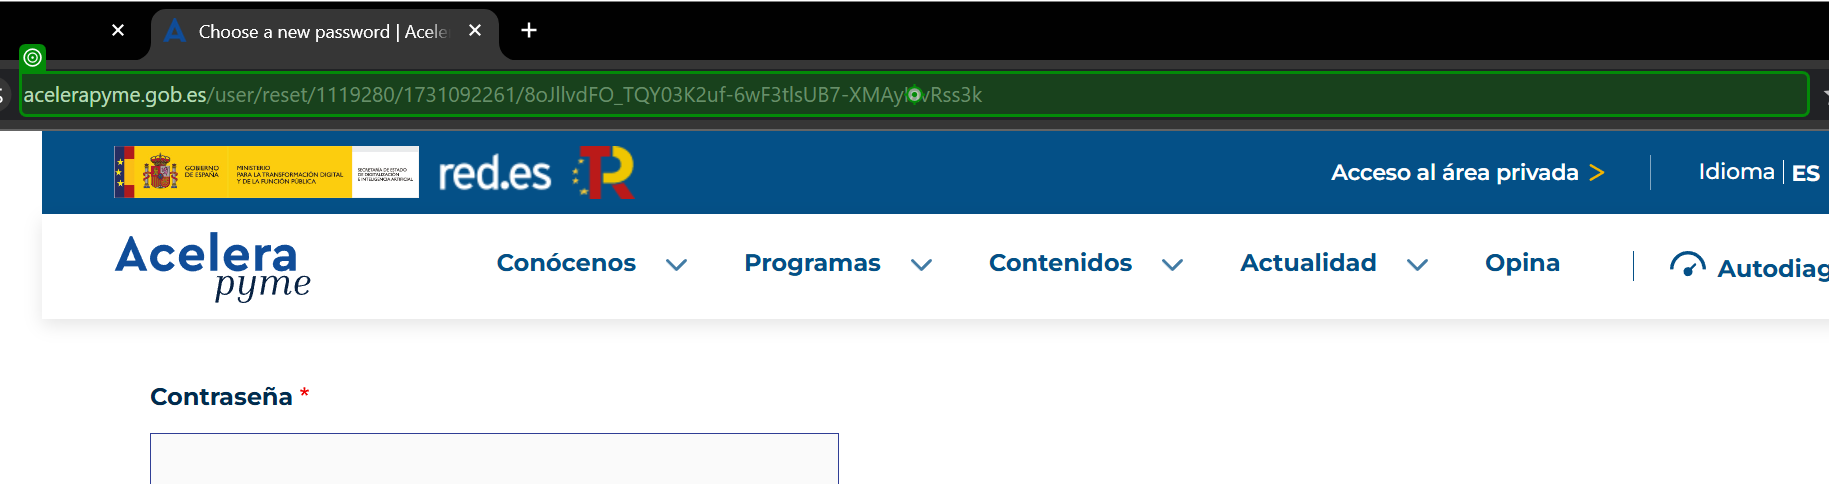 Choose a new password | Acele
acelerapyme.gob.es/user/reset/1119280/1731092261/8oJllvdFO_TQY03K2uf-6wF3tlsUB7-XMAy vRss3k
GOBIERNO DE ESPAÑA
MINISTERIO PARA LA TRANSFORMACIÓN DIGITAL Y DE LA FUNCIÓN PÚBLICA
SECRETARÍA DE ESTADO DE DIGITALIZACIÓN E INTELIGENCIA ARTIFICIAL
red.es
TR
Acceso al área privada >
Idioma
ES
Acelera
pyme
Conócenos
Programas
Contenidos
Actualidad
Opina
Autodiag
Contraseña *